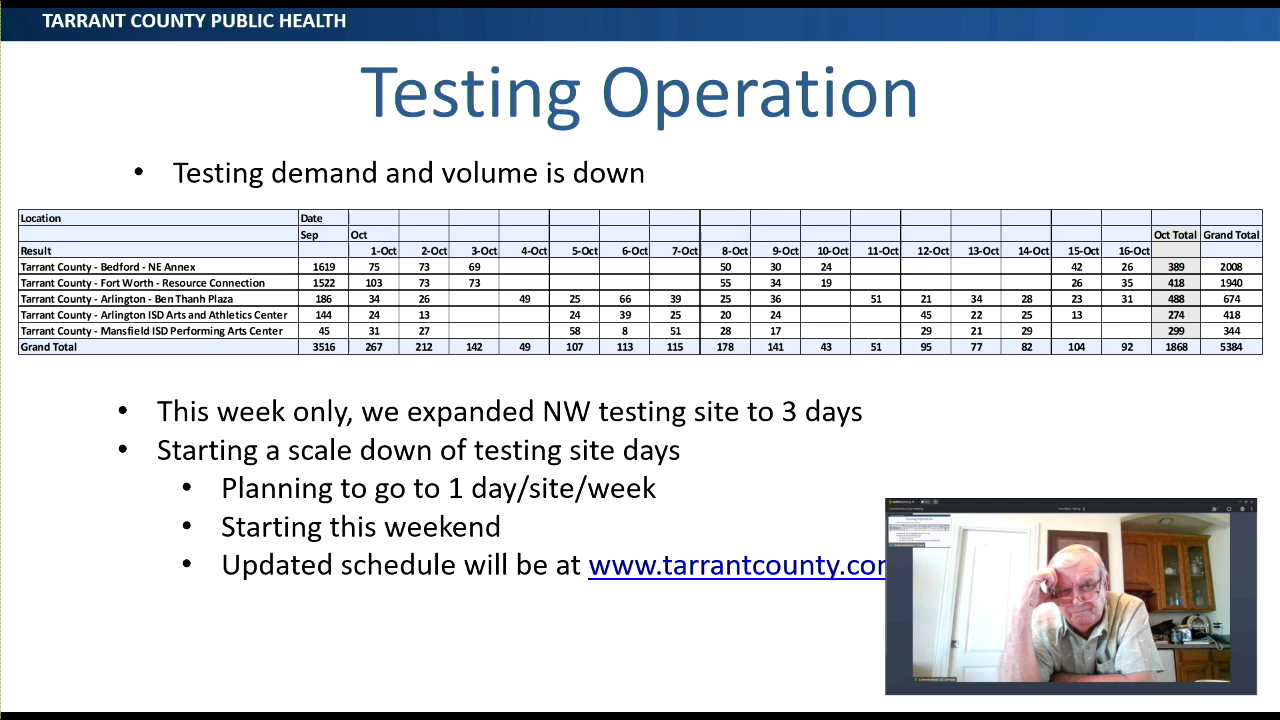 TARRANT COUNTY PUBLIC HEALTH
Testing Operation
• Testing demand and volume is down
Location Date
Sep Oct Oct Total Grand Total
Result 1-Oct 2-Oct 3-Oct 4-Oct 5-Oct 6-Oct 7-Oct 8-Oct 9-Oct 10-Oct 11-Oct 12-Oct 13-Oct 14-Oct 15-Oct 16-Oct
Tarrant County - Bedford - NE Annex 1619 75 73 69 50 30 24 42 26 389 2008
Tarrant County - Fort Worth - Resource Connection 1522 103 73 73 55 34 19 26 35 418 1940
Tarrant County - Arlington - Ben Thanh Plaza 186 34 26 49 25 66 39 25 36 51 21 34 28 23 31 488 674
Tarrant County - Arlington ISD Arts and Athletics Center 144 24 13 24 39 25 20 24 45 22 25 13 274 418
Tarrant County - Mansfield ISD Performing Arts Center 45 31 27 58 8 51 28 17 29 21 29 299 344
Grand Total 3516 267 212 142 49 107 113 115 178 141 43 51 95 77 82 104 92 1868 5384
• This week only, we expanded NW testing site to 3 days
• Starting a scale down of testing site days
• Planning to go to 1 day/site/week
• Starting this weekend
• Updated schedule will be at www.tarrantcounty.co